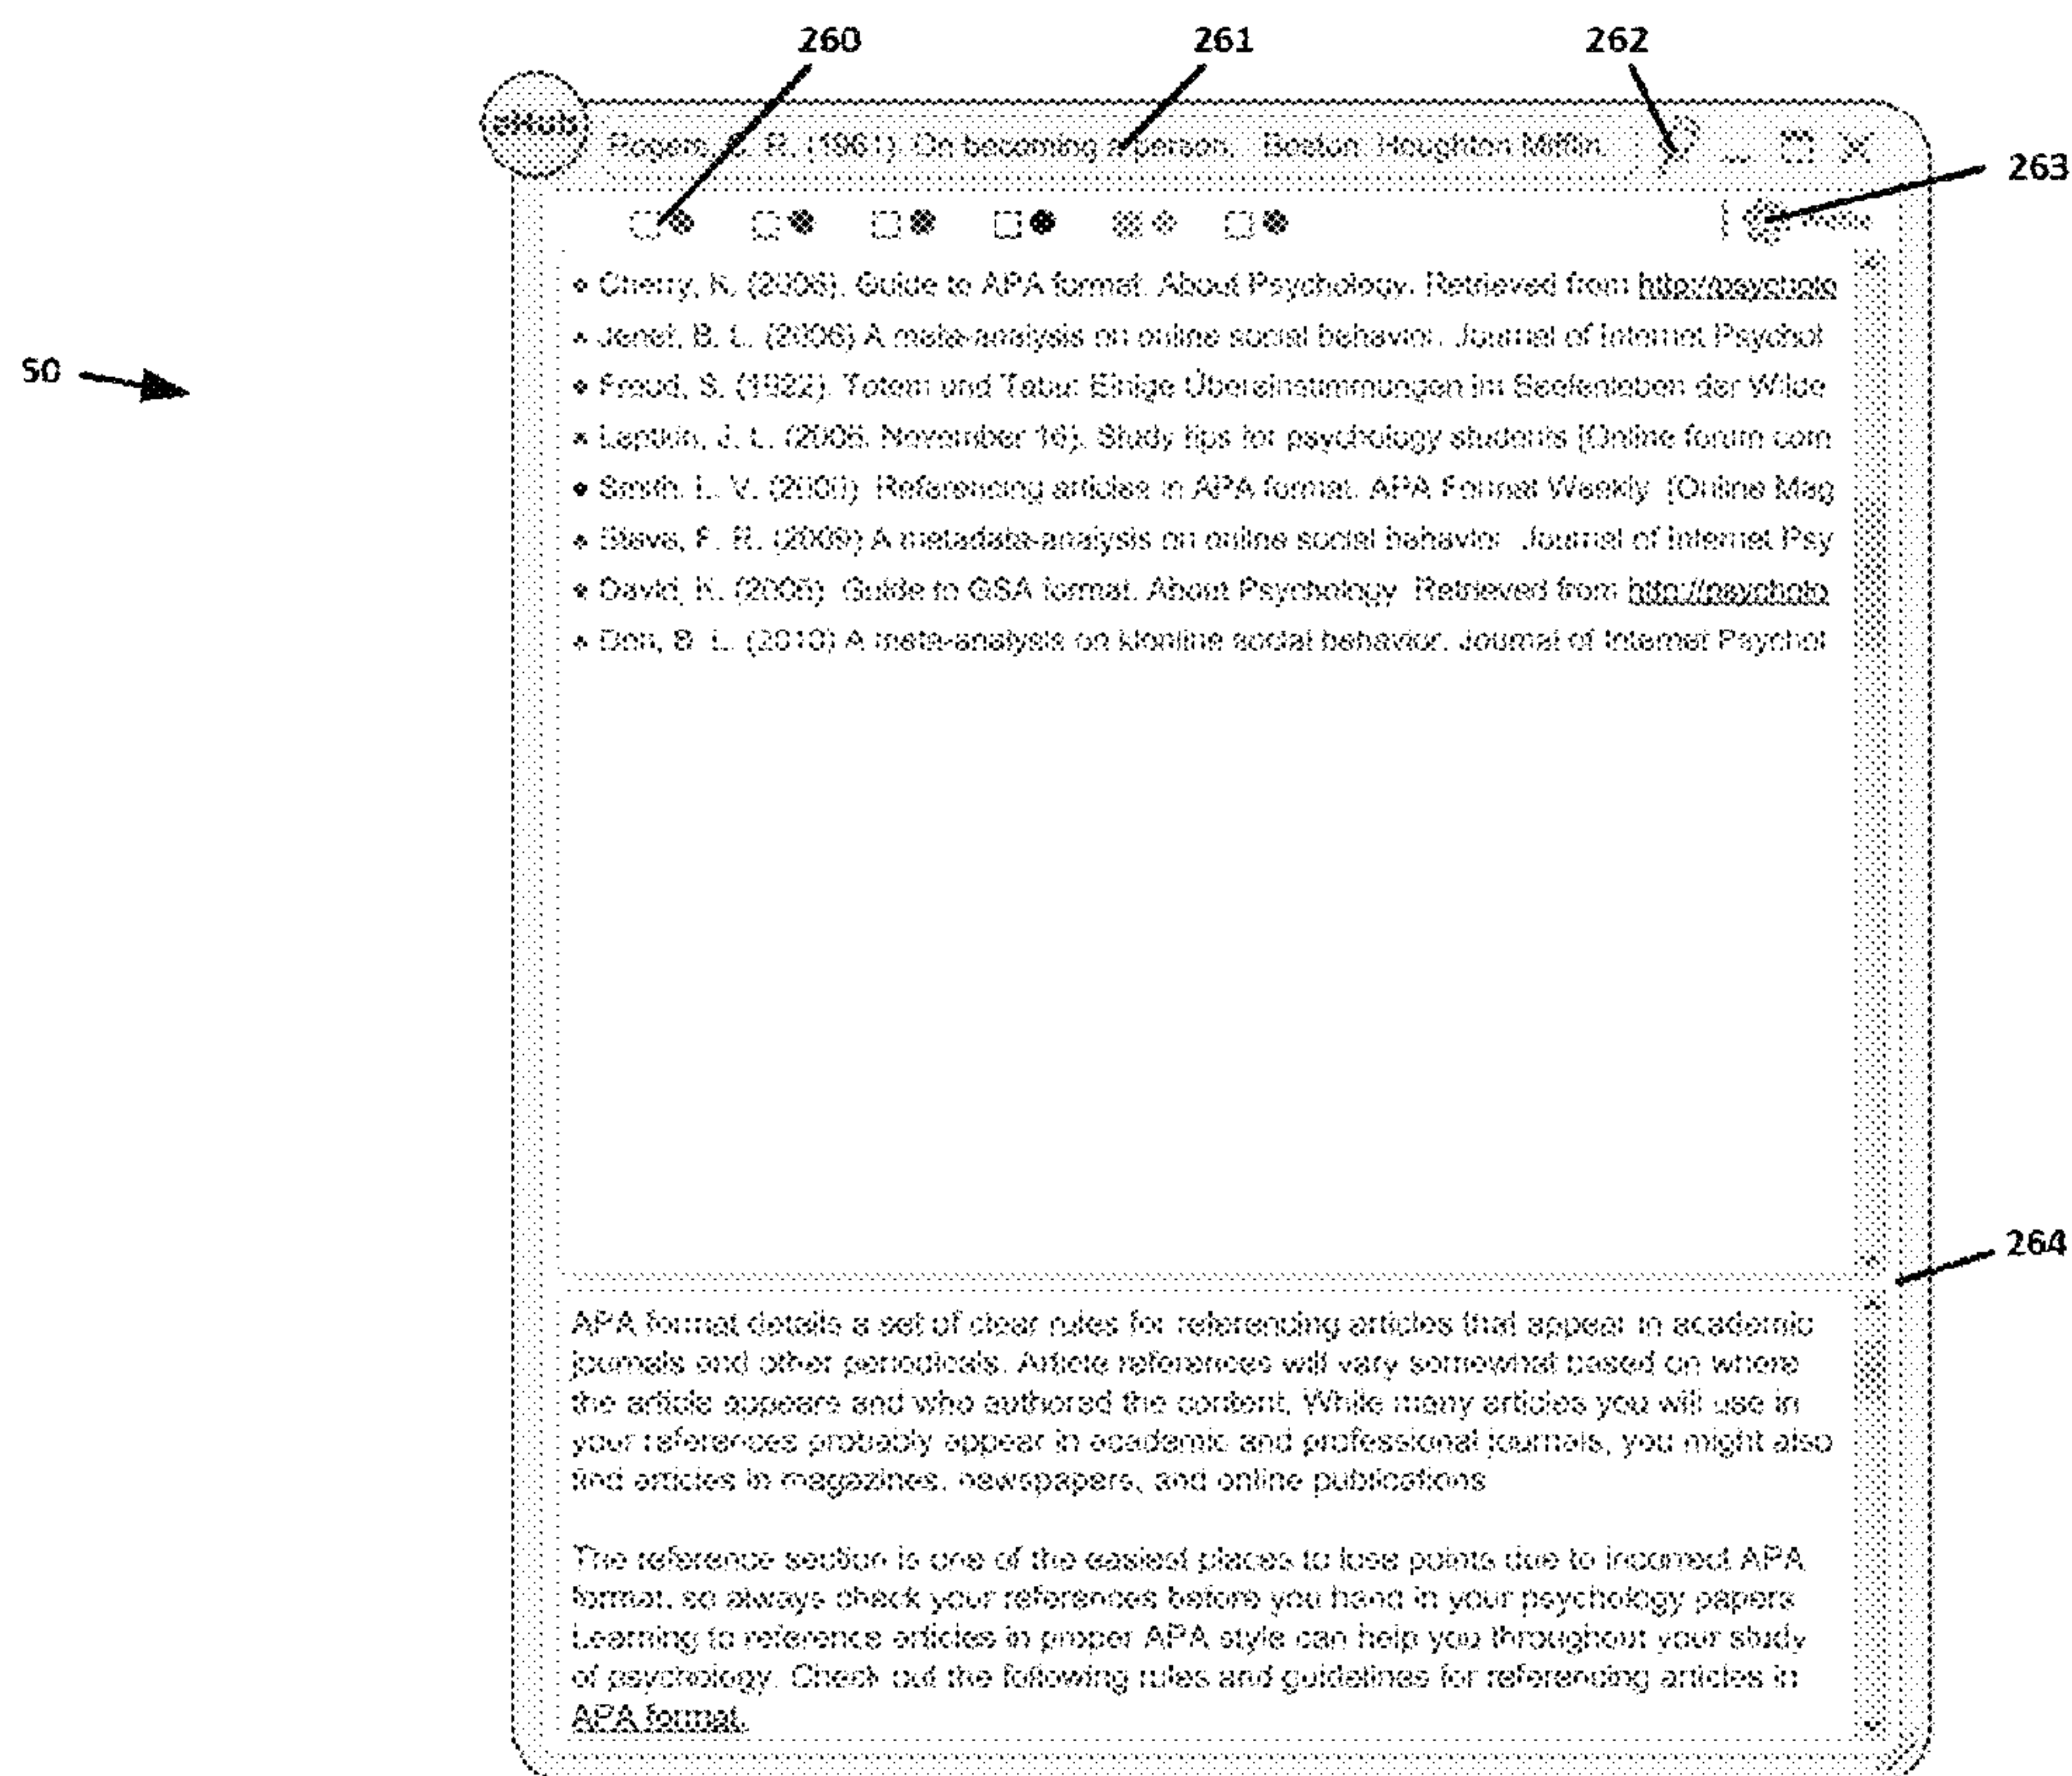 260 261 262
eHub
Rogers, C. R. (1961). On becoming a person. Boston: Houghton Mifflin.
263
Cherry, K. (2006). Guide to APA format. About Psychology. Retrieved from http://psycholo
Jenet, B. L. (2006) A meta-analysis on online social behavior. Journal of Internet Psychol
50
Freud, S. (1922). Totem und Tabu: Einige Übereinstimmungen im Seelenleben der Wilde
J. L. November 16). Study tips for psychology students [Online forum com
Smith, L. V. Referencing articles in APA format. APA Format Weekly. [Online Mag
F. R. (2009) A metadata-analysis on online social behavior. Journal of Internet Psy
David, K. Guide to GSA format. About Psychology. Retrieved from http://psycholo
Don, B. L. (2010) A meta-analysis on klonline social behavior. Journal of Internet Psychol
264
APA format details a set of clear rules for referencing articles that appear in academic
journals and other periodicals. Article references will vary somewhat based on where
the article appears and who authored the content. While many articles you will use in
your references probably appear in academic and professional journals, you might also
find articles in magazines, newspapers, and online publications
The reference section is one of the easiest places to lose points due to incorrect APA
format, so always check your references before you hand in your psychology papers
Learning to reference articles in proper APA style can help you throughout your study
of psychology. Check out the following rules and guidelines for referencing articles in
APA format.